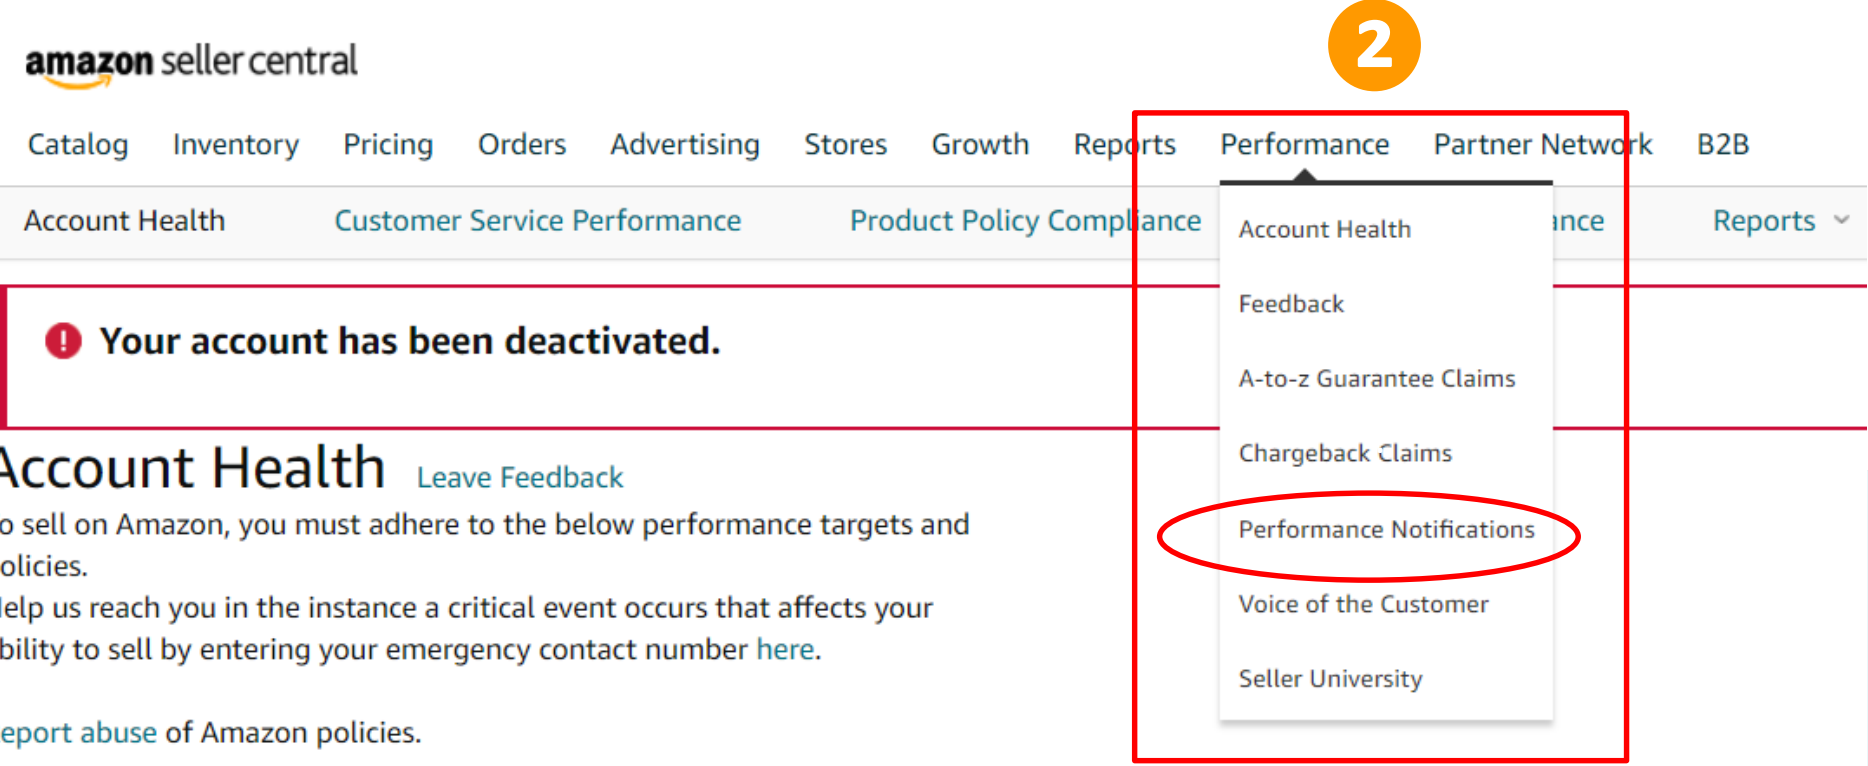 2
amazon seller central
Catalog Inventory Pricing Orders Advertising Stores Growth Reports Performance Partner Network B2B
Account Health Customer Service Performance Product Policy Compliance ance Reports
Account Health
Feedback
A-to-z Guarantee Claims
Chargeback Claims
Performance Notifications
Voice of the Customer
Seller University
Your account has been deactivated.
Account Health Leave Feedback
o sell on Amazon, you must adhere to the below performance targets and
olicies.
Help us reach you in the instance a critical event occurs that affects your
bility to sell by entering your emergency contact number here.
eport abuse of Amazon policies.